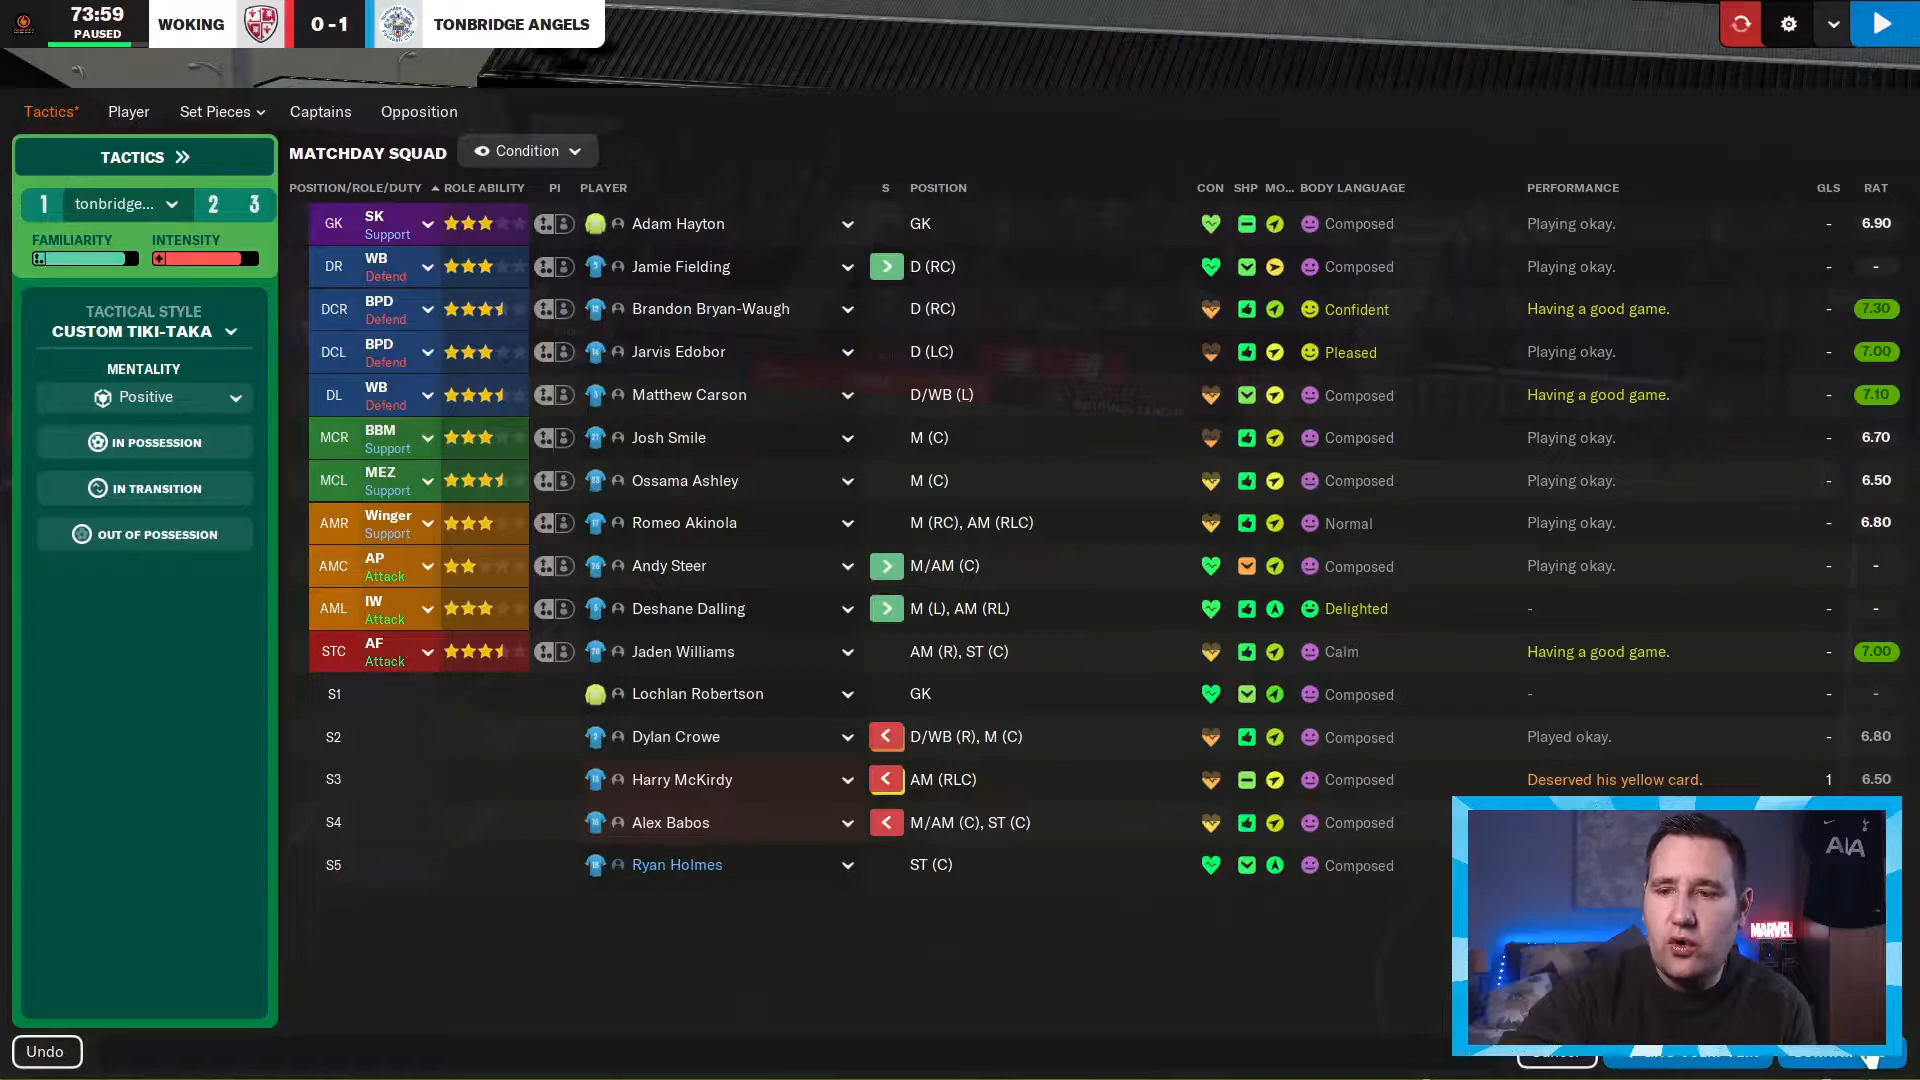 73:59
PAUSED
WOKING
0 - 1
TONBRIDGE ANGELS
Tactics*
Player
Set Pieces
Captains
Opposition
TACTICS
1
tonbridge...
2
3
FAMILIARITY
INTENSITY
TACTICAL STYLE
CUSTOM TIKI-TAKA
MENTALITY
Positive
IN POSSESSION
IN TRANSITION
OUT OF POSSESSION
MATCHDAY SQUAD
Condition
POSITION/ROLE/DUTY ROLE ABILITY PI PLAYER S POSITION CON SHP MO... BODY LANGUAGE PERFORMANCE GLS RAT
GK SK Support Adam Hayton GK Composed Playing okay. - 6.90
DR WB Defend Jamie Fielding D (RC) Composed Playing okay. - -
DCR BPD Defend Brandon Bryan-Waugh D (RC) Confident Having a good game. - 7.30
DCL BPD Defend Jarvis Edobor D (LC) Pleased Playing okay. - 7.00
DL WB Defend Matthew Carson D/WB (L) Composed Having a good game. - 7.10
MCR BBM Support Josh Smile M (C) Composed Playing okay. - 6.70
MCL MEZ Support Ossama Ashley M (C) Composed Playing okay. - 6.50
AMR Winger Support Romeo Akinola M (RC), AM (RLC) Normal Playing okay. - 6.80
AMC AP Attack Andy Steer M/AM (C) Composed Playing okay. - -
AML IW Attack Deshane Dalling M (L), AM (RL) Delighted - - -
STC AF Attack Jaden Williams AM (R), ST (C) Calm Having a good game. - 7.00
S1 Lochlan Robertson GK Composed - - -
S2 Dylan Crowe D/WB (R), M (C) Composed Played okay. - 6.80
S3 Harry McKirdy AM (RLC) Composed Deserved his yellow card. 1 6.50
S4 Alex Babos M/AM (C), ST (C) Composed
S5 Ryan Holmes ST (C) Composed
AIA
MARVEL
Undo